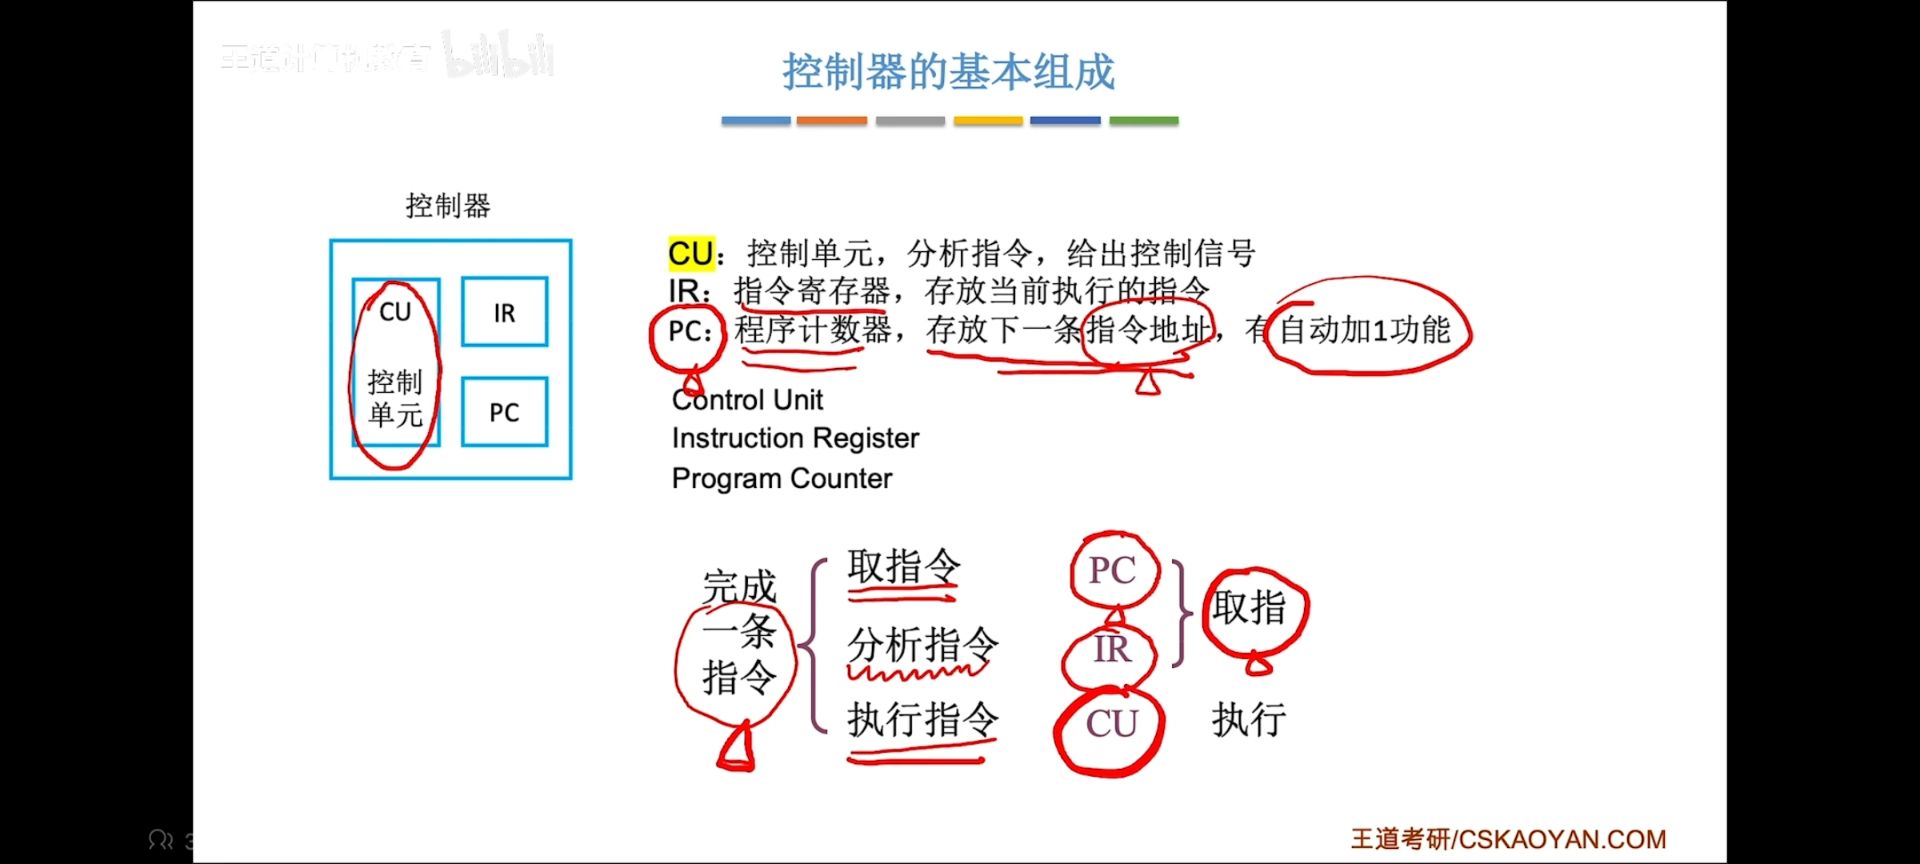 王道计算机教育 bilibili
控制器的基本组成
控制器
CU
控制
单元
IR
PC
CU：控制单元，分析指令，给出控制信号
IR：指令寄存器，存放当前执行的指令
PC：程序计数器，存放下一条指令地址，有自动加1功能
Control Unit
Instruction Register
Program Counter
完成
一条
指令
取指令
分析指令
执行指令
PC
IR
CU
取指
执行
王道考研/CSKAOYAN.COM